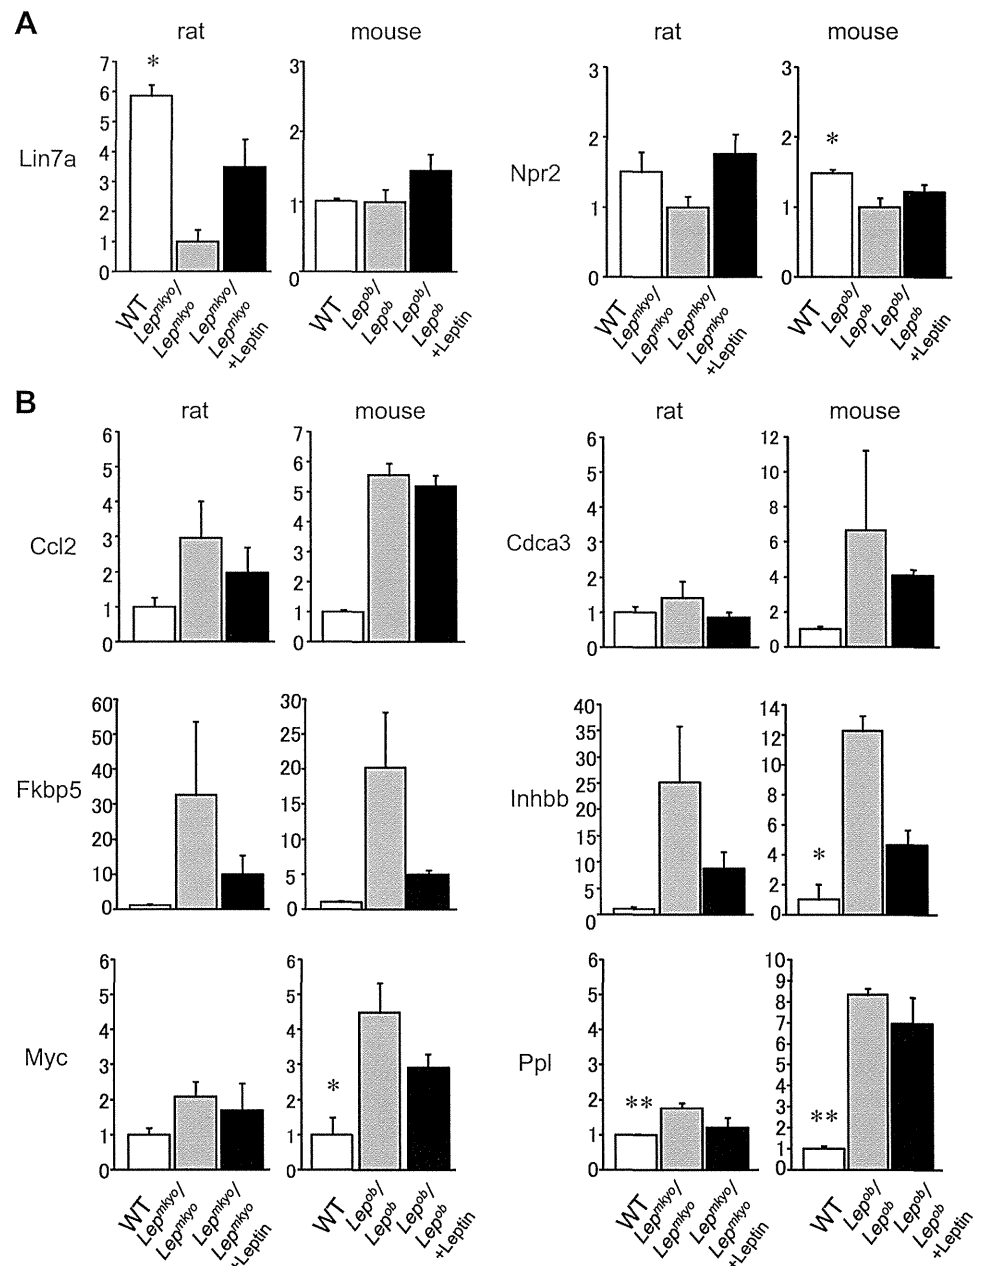 A
rat mouse rat mouse
Lin7a
7
6
5
4
3
2
1
0
*
3
2
1
0
Npr2
3
2
1
0
3
2
1
0
*
WT
Lep^mkyo/
Lep^mkyo
Lep^mkyo/
Lep^mkyo
+Leptin
WT
Lep^ob/
Lep^ob
Lep^ob/
Lep^ob
+Leptin
WT
Lep^mkyo/
Lep^mkyo
Lep^mkyo/
Lep^mkyo
+Leptin
WT
Lep^ob/
Lep^ob
Lep^ob/
Lep^ob
+Leptin
B
rat mouse rat mouse
Ccl2
6
5
4
3
2
1
0
7
6
5
4
3
2
1
0
Cdca3
6
5
4
3
2
1
0
12
10
8
6
4
2
0
Fkbp5
60
50
40
30
20
10
0
30
25
20
15
10
5
0
Inhbb
40
35
30
25
20
15
10
5
0
14
12
10
8
6
4
2
0
*
Myc
6
5
4
3
2
1
0
6
5
4
3
2
1
0
*
Ppl
6
5
4
3
2
1
0
**
10
9
8
7
6
5
4
3
2
1
0
**
WT
Lep^mkyo/
Lep^mkyo
Lep^mkyo/
Lep^mkyo
+Leptin
WT
Lep^ob/
Lep^ob
Lep^ob/
Lep^ob
+Leptin
WT
Lep^mkyo/
Lep^mkyo
Lep^mkyo/
Lep^mkyo
+Leptin
WT
Lep^ob/
Lep^ob
Lep^ob/
Lep^ob
+Leptin